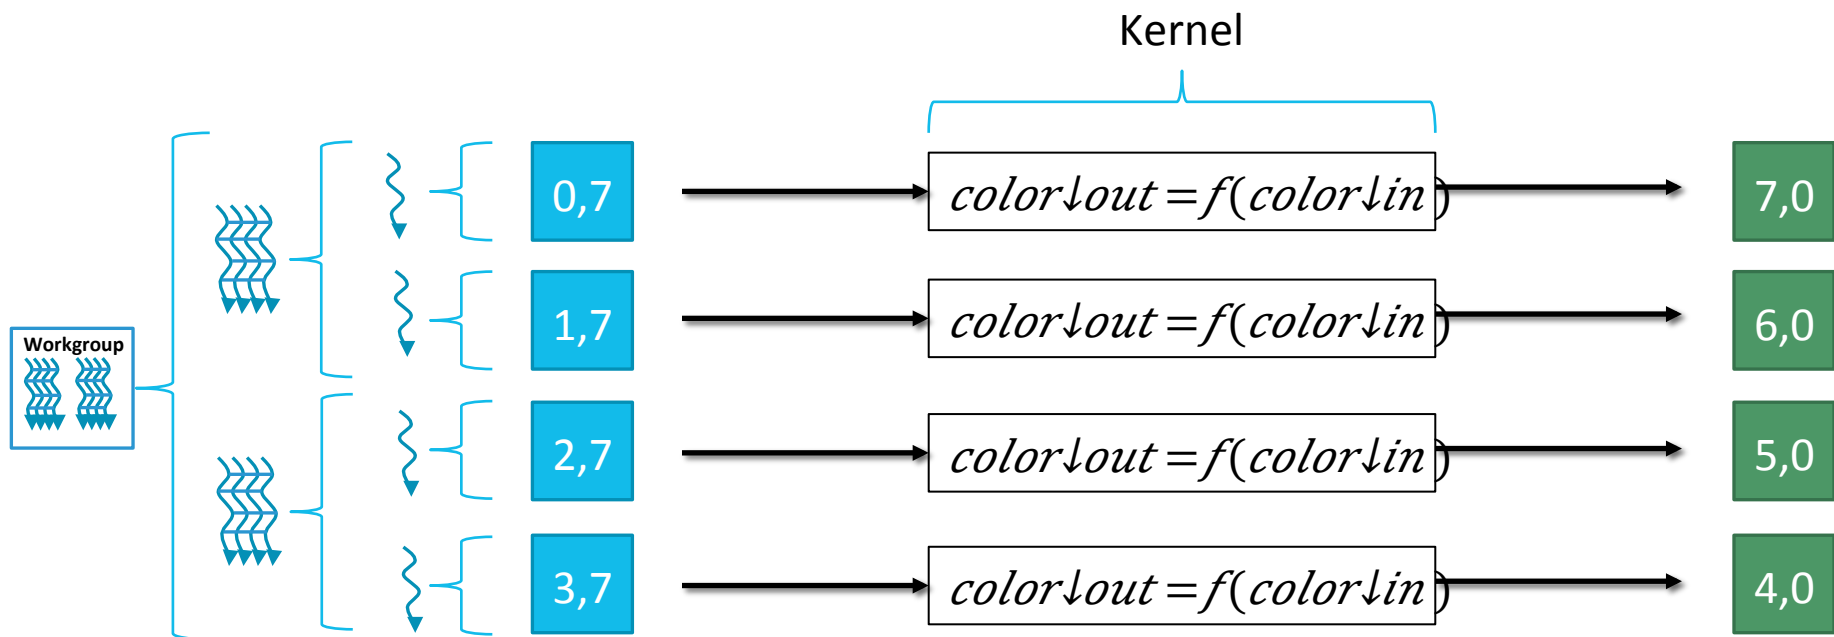 Kernel
0,7
color↓out = f(color↓in )
7,0
1,7
color↓out = f(color↓in )
6,0
Workgroup
2,7
color↓out = f(color↓in )
5,0
3,7
color↓out = f(color↓in )
4,0